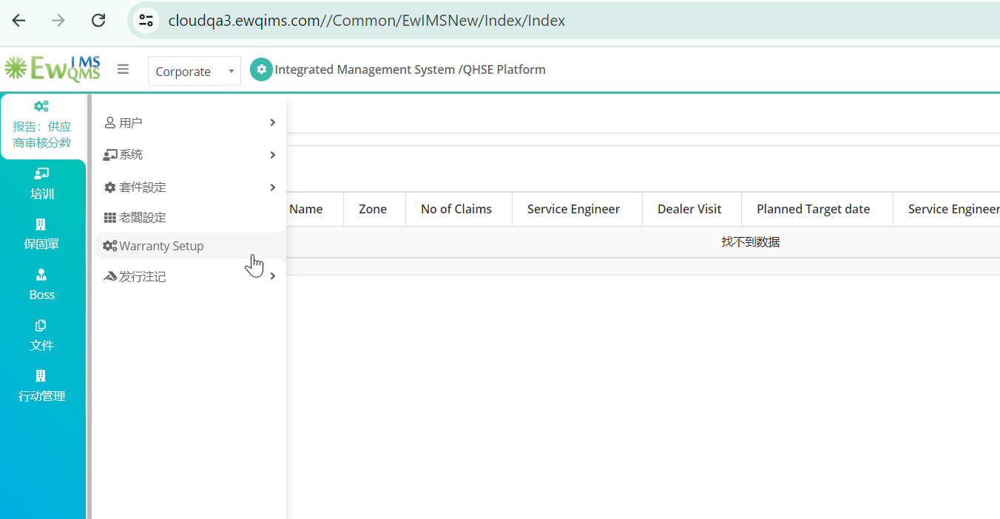 cloudqa3.ewqims.com//Common/EwIMSNew/Index/Index
EwIMS
QMS
Corporate
Integrated Management System /QHSE Platform
报告：供应
商审核分数
培训
保固單
Boss
文件
行动管理
用户
系统
套件設定
老闆設定
Warranty Setup
发行注记
Name
Zone
No of Claims
Service Engineer
Dealer Visit
Planned Target date
Service Engineer
找不到数据